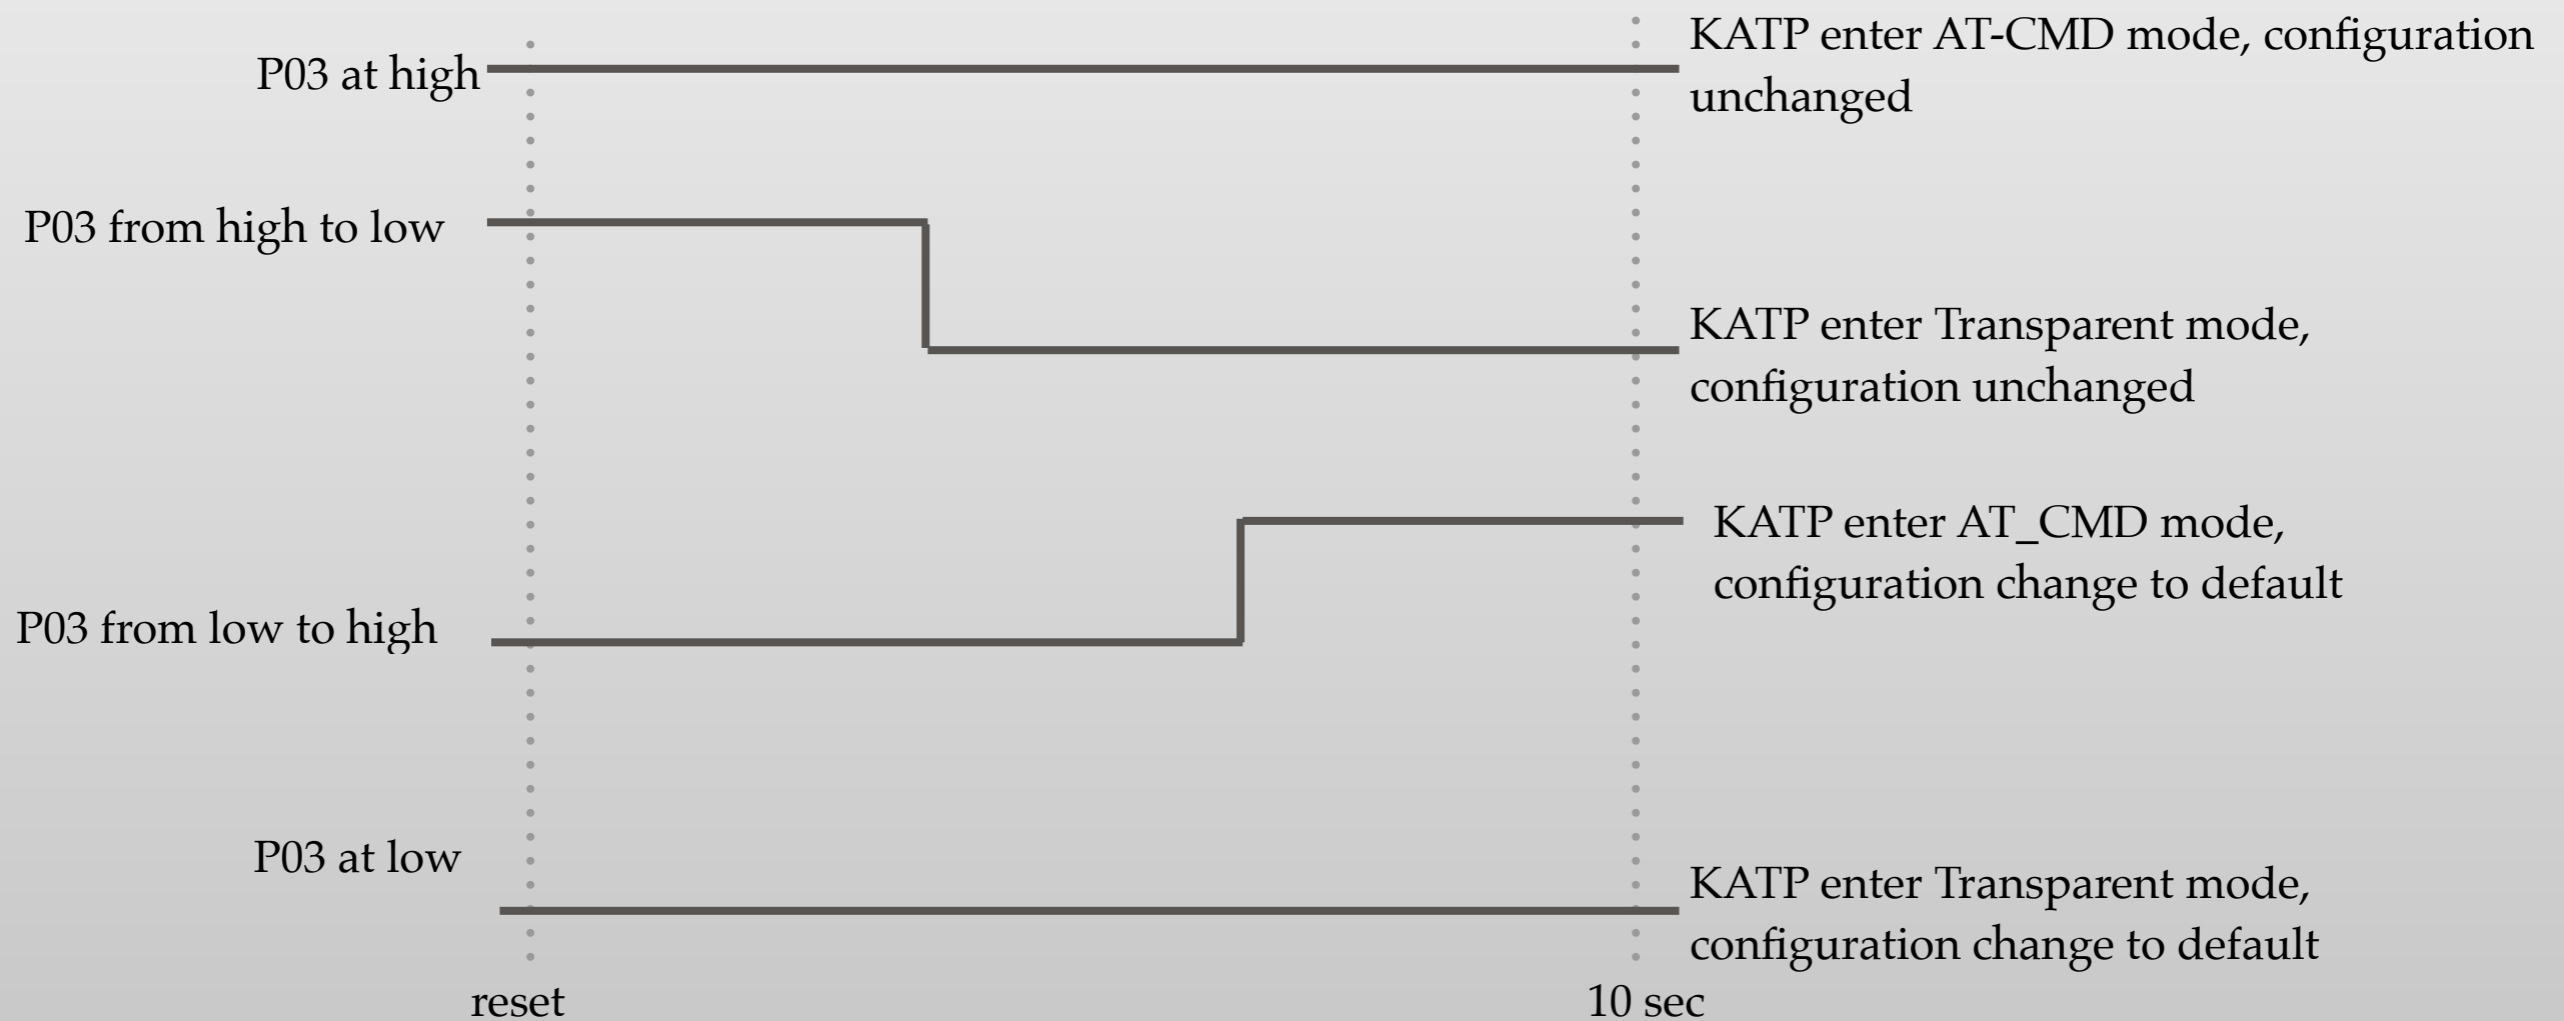 P03 at high
KATP enter AT-CMD mode, configuration
unchanged
P03 from high to low
KATP enter Transparent mode,
configuration unchanged
P03 from low to high
KATP enter AT_CMD mode,
configuration change to default
P03 at low
KATP enter Transparent mode,
configuration change to default
reset
10 sec